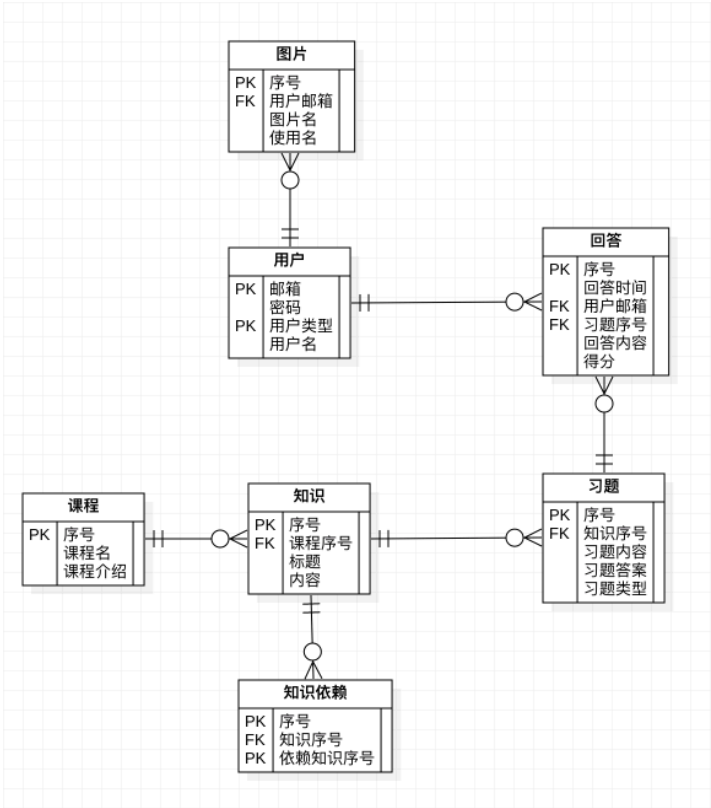 图片
PK 序号
FK 用户邮箱
图片名
使用名
用户
PK 邮箱
密码
PK 用户类型
用户名
回答
PK 序号
回答时间
FK 用户邮箱
FK 习题序号
回答内容
得分
课程
PK 序号
课程名
课程介绍
知识
PK 序号
FK 课程序号
标题
内容
习题
PK 序号
FK 知识序号
习题内容
习题答案
习题类型
知识依赖
PK 序号
FK 知识序号
PK 依赖知识序号